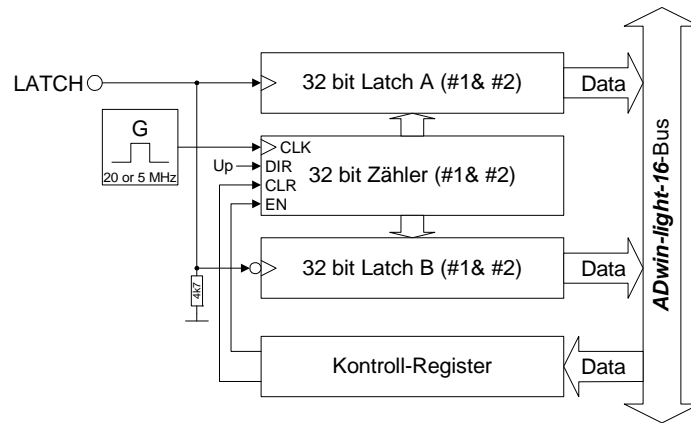 LATCH
32 bit Latch A (#1& #2)
Data
G
20 or 5 MHz
CLK
Up
DIR
CLR
EN
32 bit Zähler (#1& #2)
32 bit Latch B (#1& #2)
Data
4k7
Kontroll-Register
Data
ADwin-light-16-Bus